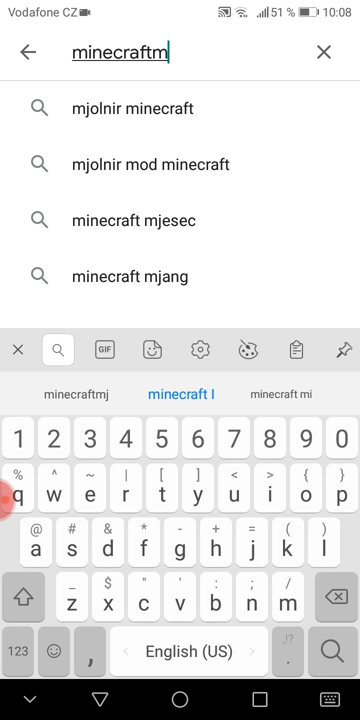 Vodafone CZ 51 % 10:08
minecraftm
mjolnir minecraft
mjolnir mod minecraft
minecraft mjesec
minecraft mjang
GIF
minecraftmj minecraft l minecraft mi
1 2 3 4 5 6 7 8 9 0
% ^ ~ | [ ] < > { }
q w e r t y u i o p
@ # & * - + = ( )
a s d f g h j k l
_ $ " ' : ; /
z x c v b n m
,!?
123 , English (US) .